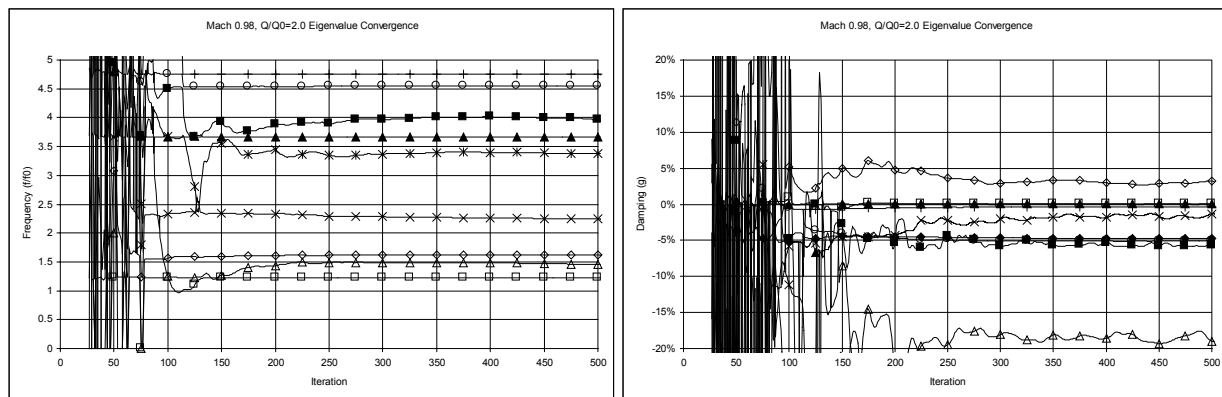 Mach 0.98, Q/Q0=2.0 Eigenvalue Convergence
5
4.5
4
3.5
3
2.5
2
1.5
1
0.5
0
Frequency (f/f0)
0 50 100 150 200 250 300 350 400 450 500
Iteration
Mach 0.98, Q/Q0=2.0 Eigenvalue Convergence
20%
15%
10%
5%
0%
-5%
-10%
-15%
-20%
Damping (g)
0 50 100 150 200 250 300 350 400 450 500
Iteration